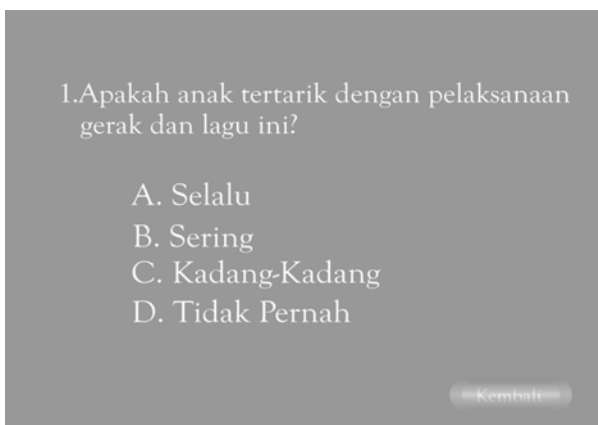 1.Apakah anak tertarik dengan pelaksanaan
gerak dan lagu ini?
A. Selalu
B. Sering
C. Kadang-Kadang
D. Tidak Pernah
Kembali